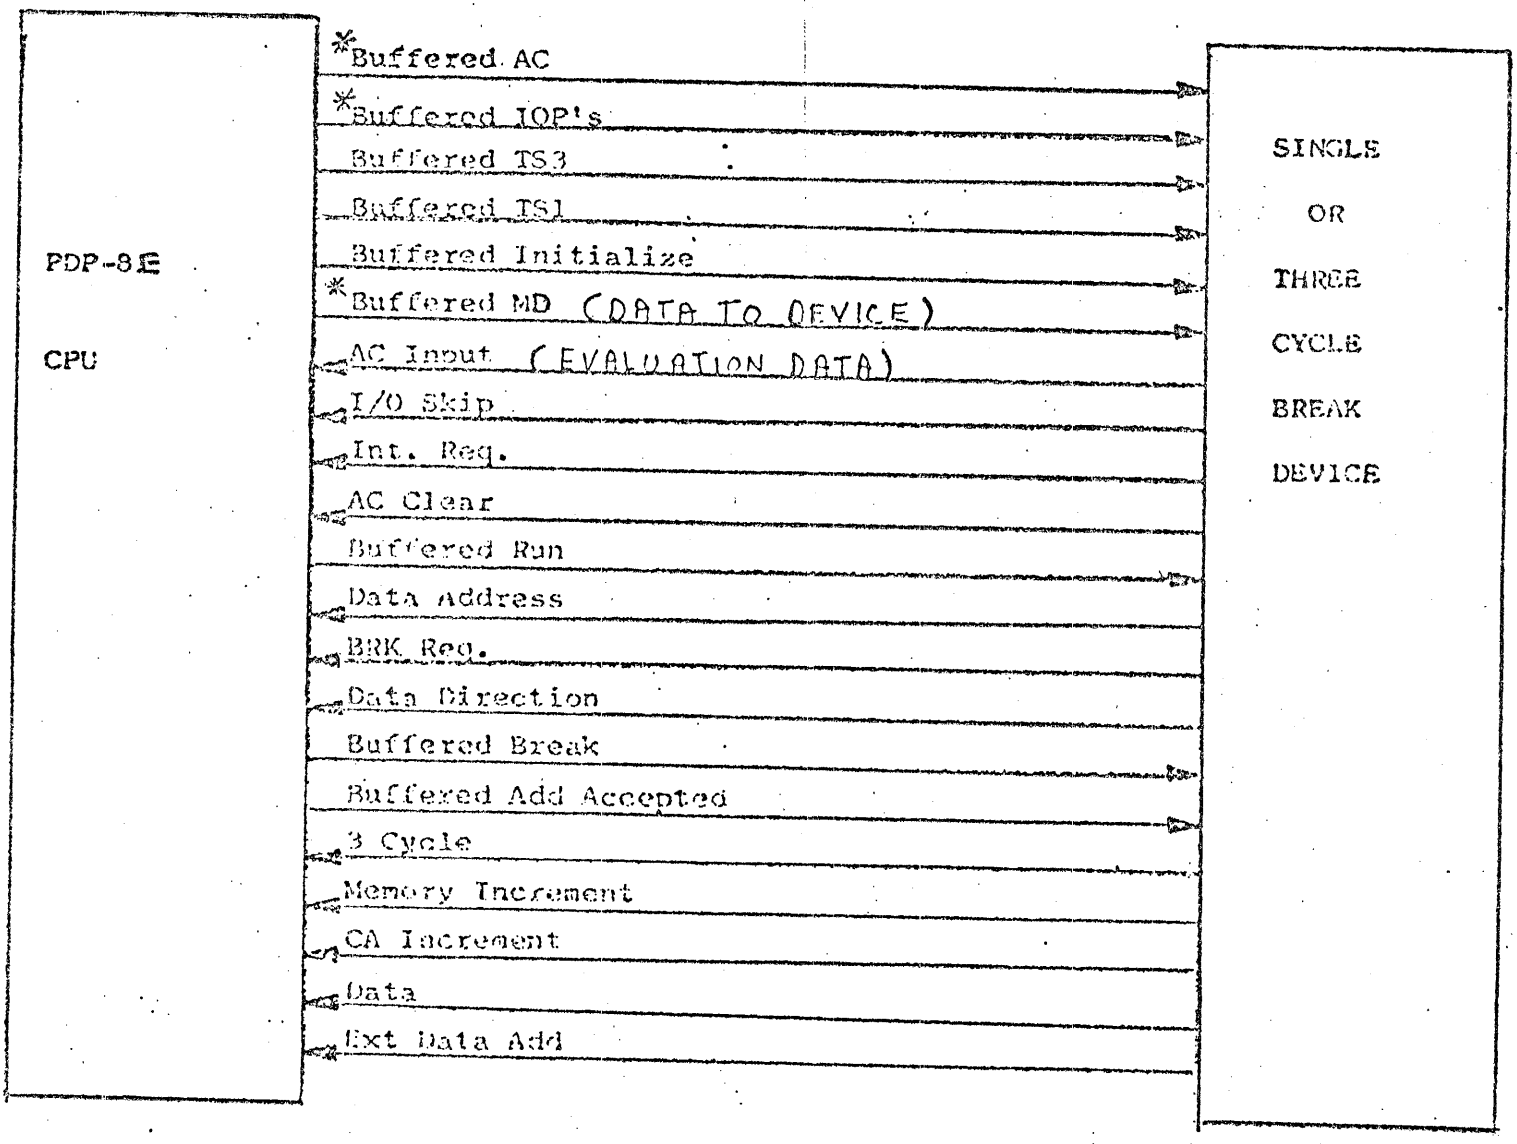 *Buffered AC
*Buffered IOP's
Buffered TS3
Buffered TS1
Buffered Initialize
*Buffered MD (DATA TO DEVICE)
AC Input (EVALUATION DATA)
I/O Skip
Int. Req.
AC Clear
Buffered Run
Data Address
BRK Req.
Data Direction
Buffered Break
Buffered Add Accepted
3 Cycle
Memory Increment
CA Increment
Data
Ext Data Add
PDP-8E
CPU
SINGLE
OR
THREE
CYCLE
BREAK
DEVICE